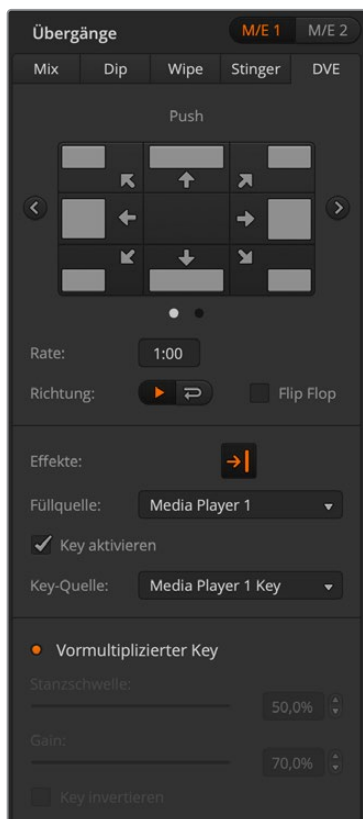 Übergänge M/E 1 M/E 2
Mix Dip Wipe Stinger DVE
Push
Rate: 1:00
Richtung: Flip Flop
Effekte:
Füllquelle: Media Player 1
Key aktivieren
Key-Quelle: Media Player 1 Key
Vormultiplizierter Key
Stanzschwelle:
50,0%
Gain:
70,0%
Key invertieren